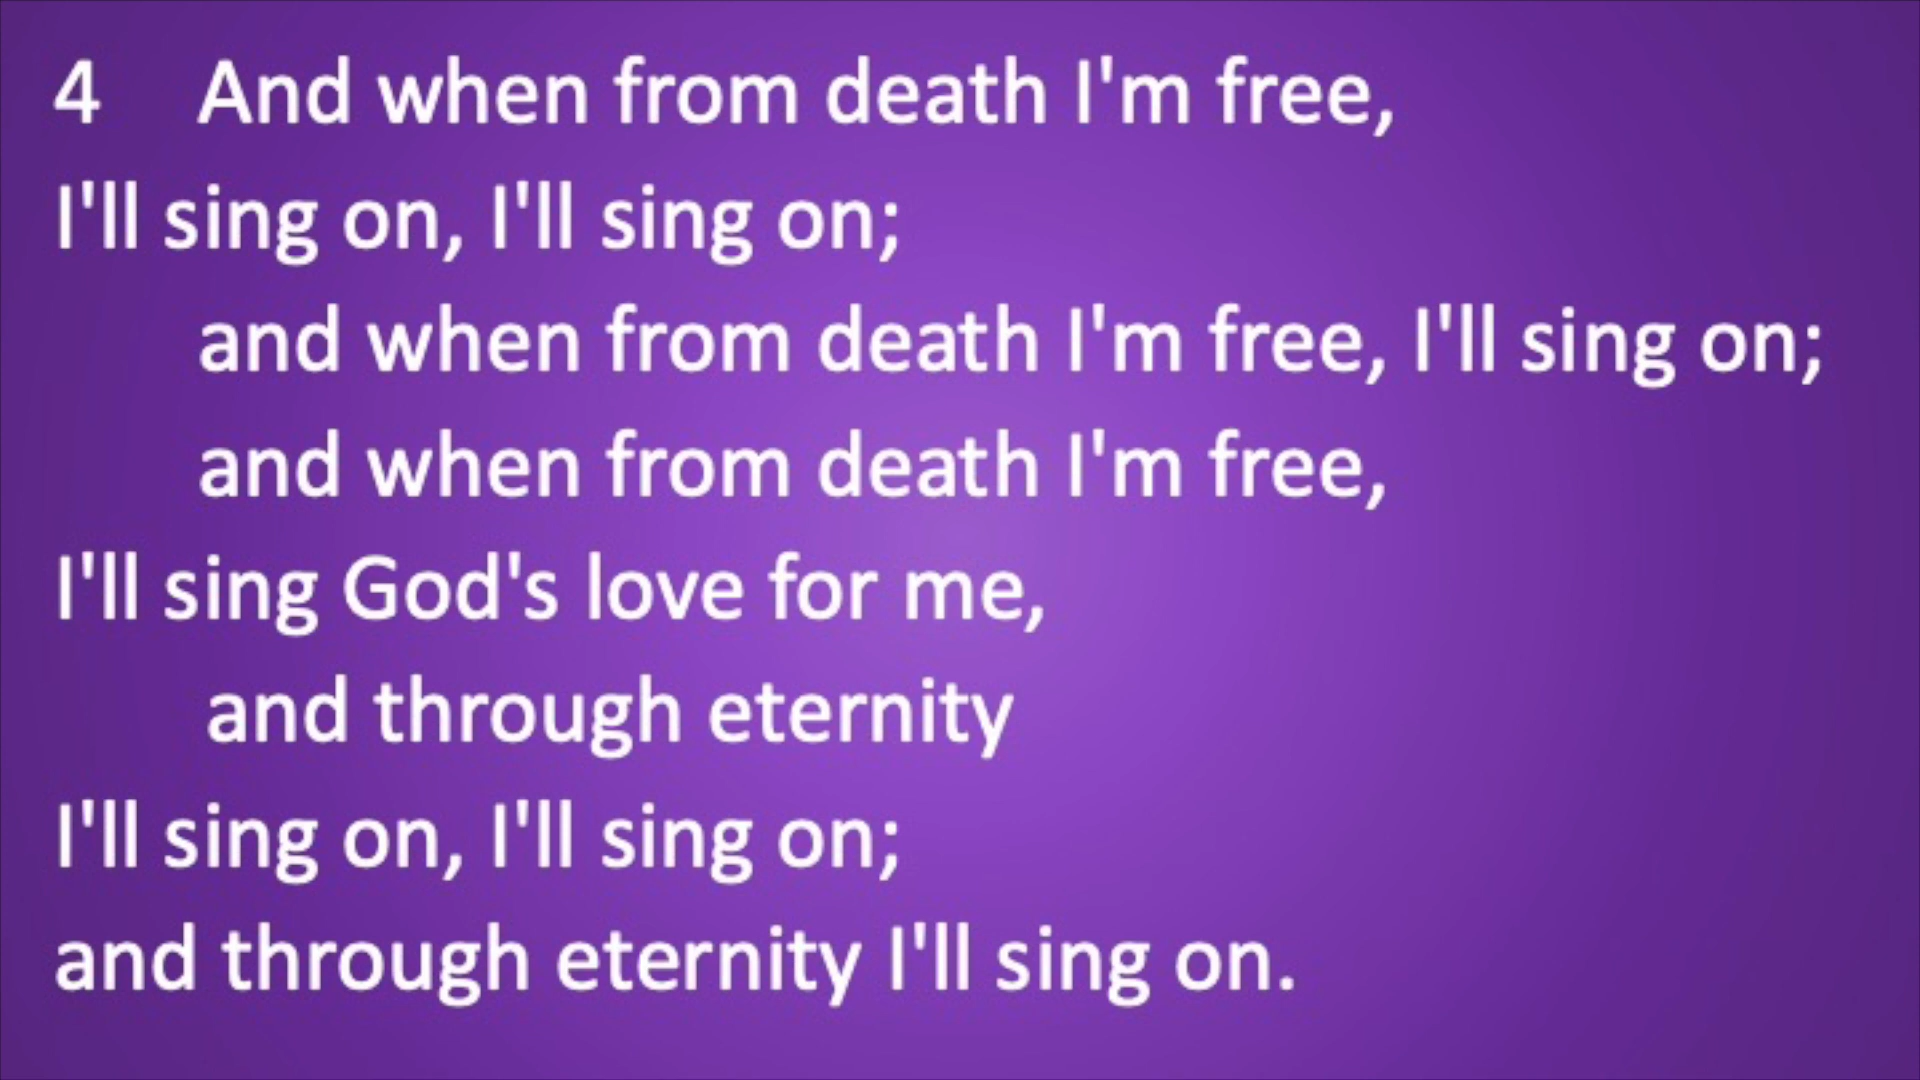 4 And when from death I'm free,
I'll sing on, I'll sing on;
and when from death I'm free, I'll sing on;
and when from death I'm free,
I'll sing God's love for me,
and through eternity
I'll sing on, I'll sing on;
and through eternity I'll sing on.